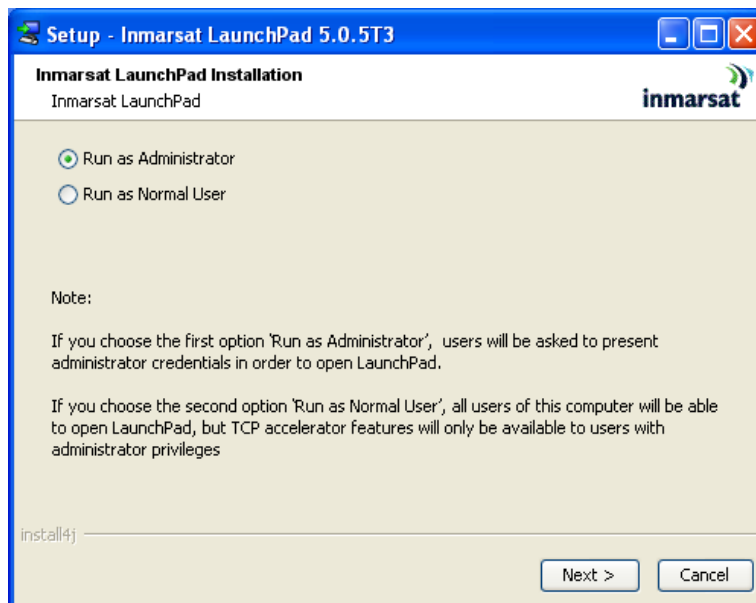 Setup - Inmarsat LaunchPad 5.0.5T3
Inmarsat LaunchPad Installation
Inmarsat LaunchPad
inmarsat
Run as Administrator
Run as Normal User
Note:
If you choose the first option 'Run as Administrator',  users will be asked to present
administrator credentials in order to open LaunchPad.
If you choose the second option 'Run as Normal User', all users of this computer will be able
to open LaunchPad, but TCP accelerator features will only be available to users with
administrator privileges
install4j
Next >
Cancel